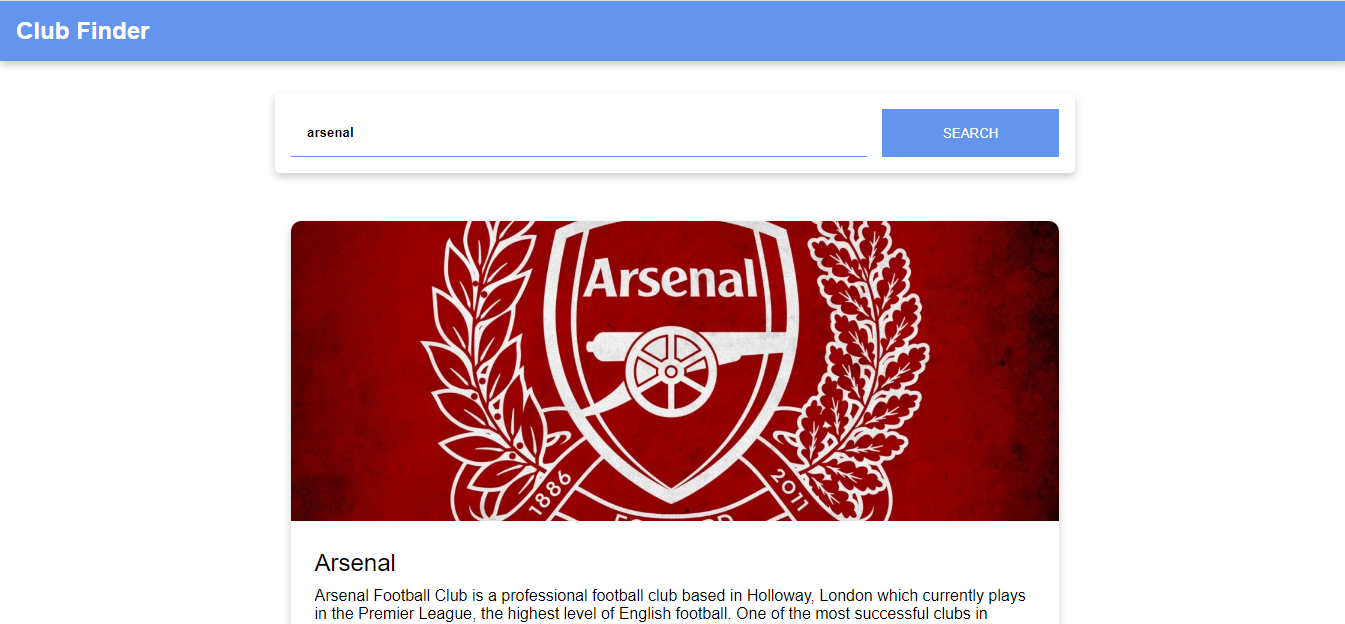 Club Finder
arsenal
SEARCH
Arsenal
1886
2011
Arsenal
Arsenal Football Club is a professional football club based in Holloway, London which currently plays
in the Premier League, the highest level of English football. One of the most successful clubs in